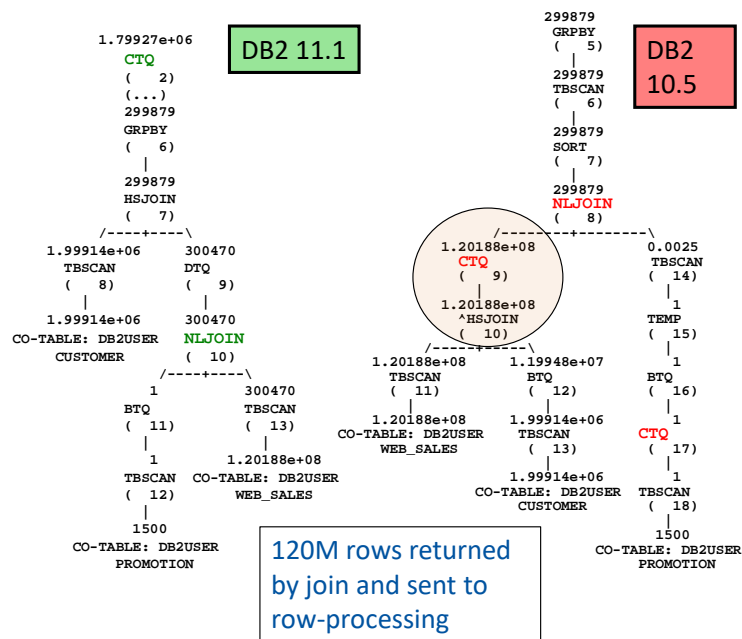 1.79927e+06
CTQ
( 2)
(...)
299879
GRPBY
( 6)
|
299879
HSJOIN
( 7)
/----+----\
1.99914e+06 300470
TBSCAN DTQ
( 8) ( 9)
| |
1.99914e+06 300470
CO-TABLE: DB2USER NLJOIN
CUSTOMER ( 10)
/----+----\
1 300470
BTQ TBSCAN
( 11) ( 13)
| |
1 1.20188e+08
TBSCAN CO-TABLE: DB2USER
( 12) WEB_SALES
|
1500
CO-TABLE: DB2USER
PROMOTION
DB2 11.1
299879
GRPBY
( 5)
|
299879
TBSCAN
( 6)
|
299879
SORT
( 7)
|
299879
NLJOIN
( 8)
/--------+---------\
1.20188e+08 0.0025
CTQ TBSCAN
( 9) ( 14)
| |
1.20188e+08 1
^HSJOIN TEMP
( 10) ( 15)
/-----+-----\ |
1.20188e+08 1.19948e+07 1
TBSCAN BTQ BTQ
( 11) ( 12) ( 16)
| | |
1.20188e+08 1.99914e+06 1
CO-TABLE: DB2USER TBSCAN CTQ
WEB_SALES ( 13) ( 17)
| |
1.99914e+06 1
CO-TABLE: DB2USER TBSCAN
CUSTOMER ( 18)
|
1500
CO-TABLE: DB2USER
PROMOTION
DB2
10.5
120M rows returned
by join and sent to
row-processing